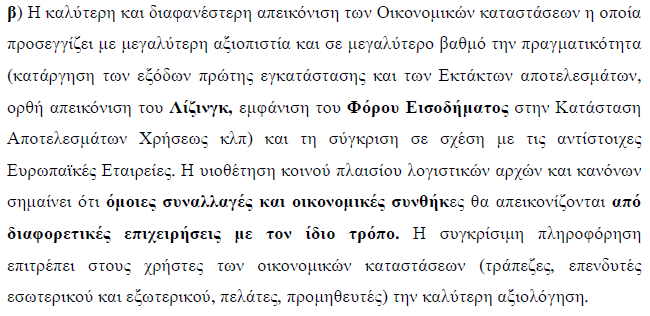 β) Η καλύτερη και διαφανέστερη απεικόνιση των Οικονομικών καταστάσεων η οποία
προσεγγίζει με μεγαλύτερη αξιοπιστία και σε μεγαλύτερο βαθμό την πραγματικότητα
(κατάργηση των εξόδων πρώτης εγκατάστασης και των Εκτάκτων αποτελεσμάτων,
ορθή απεικόνιση του Λίζινγκ, εμφάνιση του Φόρου Εισοδήματος στην Κατάσταση
Αποτελεσμάτων Χρήσεως κλπ) και τη σύγκριση σε σχέση με τις αντίστοιχες
Ευρωπαϊκές Εταιρείες. Η υιοθέτηση κοινού πλαισίου λογιστικών αρχών και κανόνων
σημαίνει ότι όμοιες συναλλαγές και οικονομικές συνθήκες θα απεικονίζονται από
διαφορετικές επιχειρήσεις με τον ίδιο τρόπο. Η συγκρίσιμη πληροφόρηση
επιτρέπει στους χρήστες των οικονομικών καταστάσεων (τράπεζες, επενδυτές
εσωτερικού και εξωτερικού, πελάτες, προμηθευτές) την καλύτερη αξιολόγηση.